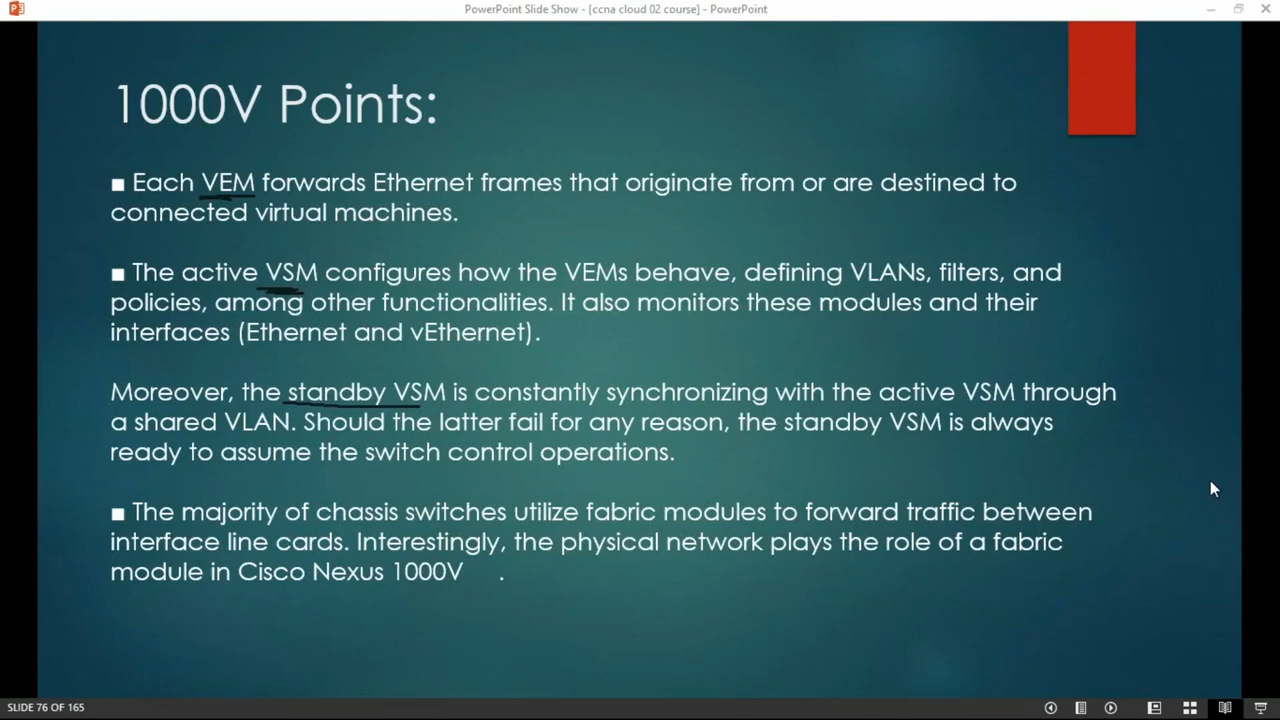 PowerPoint Slide Show - [ccna cloud 02 course] - PowerPoint
1000V Points:
■ Each VEM forwards Ethernet frames that originate from or are destined to
connected virtual machines.
■ The active VSM configures how the VEMs behave, defining VLANs, filters, and
policies, among other functionalities. It also monitors these modules and their
interfaces (Ethernet and vEthernet).
Moreover, the standby VSM is constantly synchronizing with the active VSM through
a shared VLAN. Should the latter fail for any reason, the standby VSM is always
ready to assume the switch control operations.
■ The majority of chassis switches utilize fabric modules to forward traffic between
interface line cards. Interestingly, the physical network plays the role of a fabric
module in Cisco Nexus 1000V .
SLIDE 76 OF 165